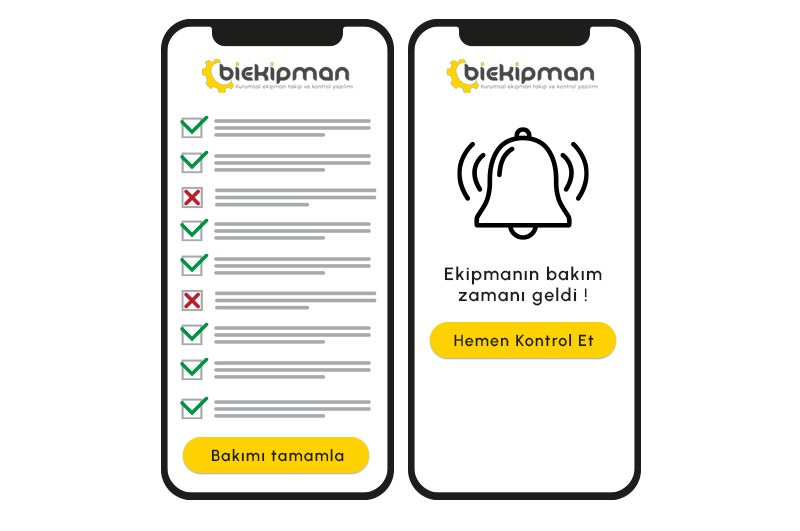 biekipman
Kurumsal ekipman takip ve kontrol yazılımı
Bakımı tamamla
biekipman
Kurumsal ekipman takip ve kontrol yazılımı
Ekipmanın bakım
zamanı geldi !
Hemen Kontrol Et